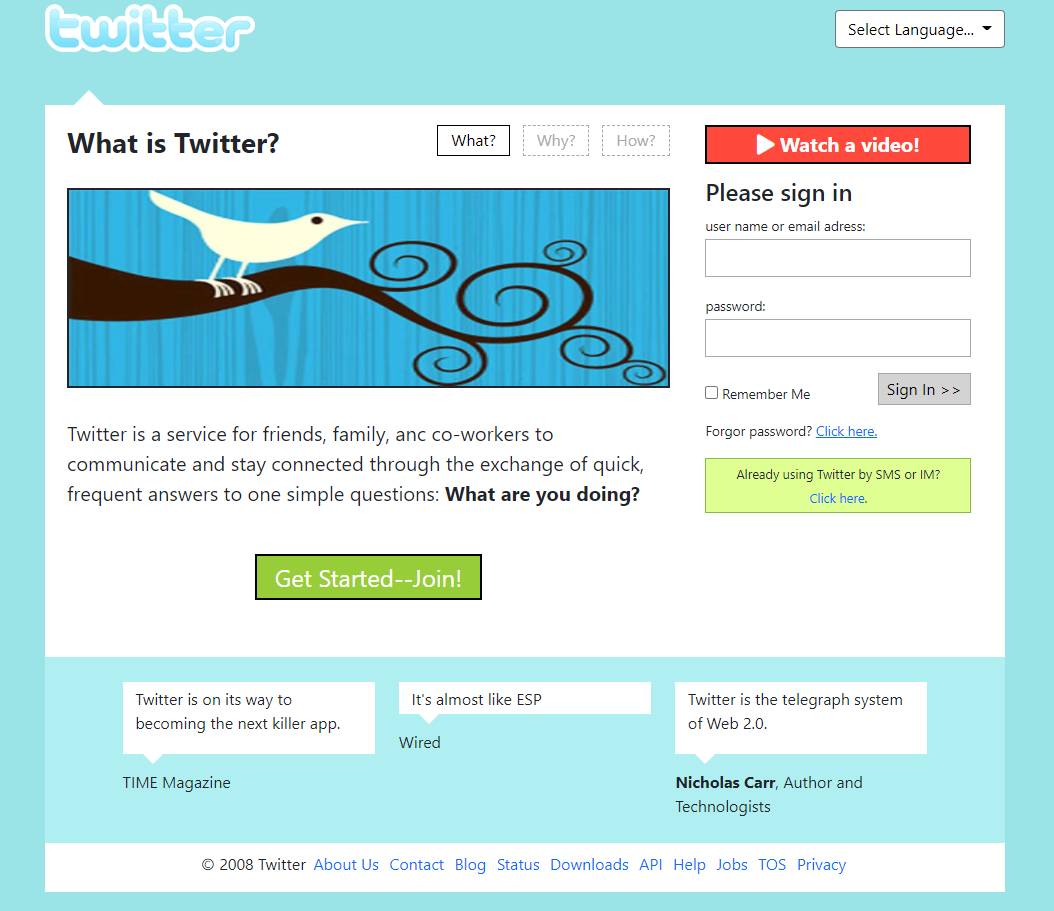 twitter
Select Language...
What is Twitter?
What?
Why?
How?
Watch a video!
Please sign in
user name or email adress:
password:
Remember Me
Sign In >>
Forgor password? Click here.
Already using Twitter by SMS or IM?
Click here.
Twitter is a service for friends, family, anc co-workers to
communicate and stay connected through the exchange of quick,
frequent answers to one simple questions: What are you doing?
Get Started--Join!
Twitter is on its way to
becoming the next killer app.
TIME Magazine
It's almost like ESP
Wired
Twitter is the telegraph system
of Web 2.0.
Nicholas Carr, Author and
Technologists
© 2008 Twitter About Us Contact Blog Status Downloads API Help Jobs TOS Privacy